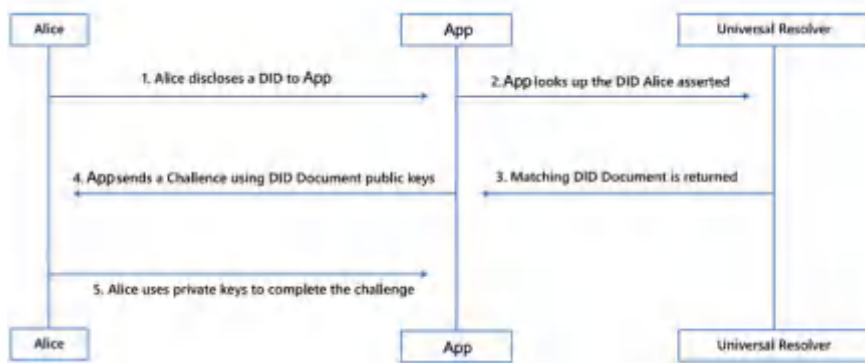 Alice
App
Universal Resolver
1. Alice discloses a DID to App
2.App looks up the DID Alice asserted
4. Appsends a Challence using DID Document public keys
3. Matching DID Document is returned
5. Alice uses private keys to complete the challenge
Alice
App
Universal Resolver